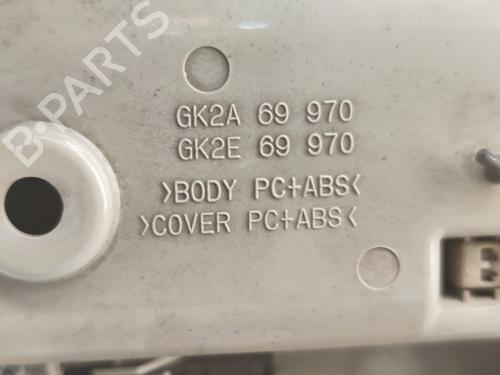 GK2A 69 970
GK2E 69 970
>BODY PC+ABS<
>COVER PC+ABS<
B-PARTS